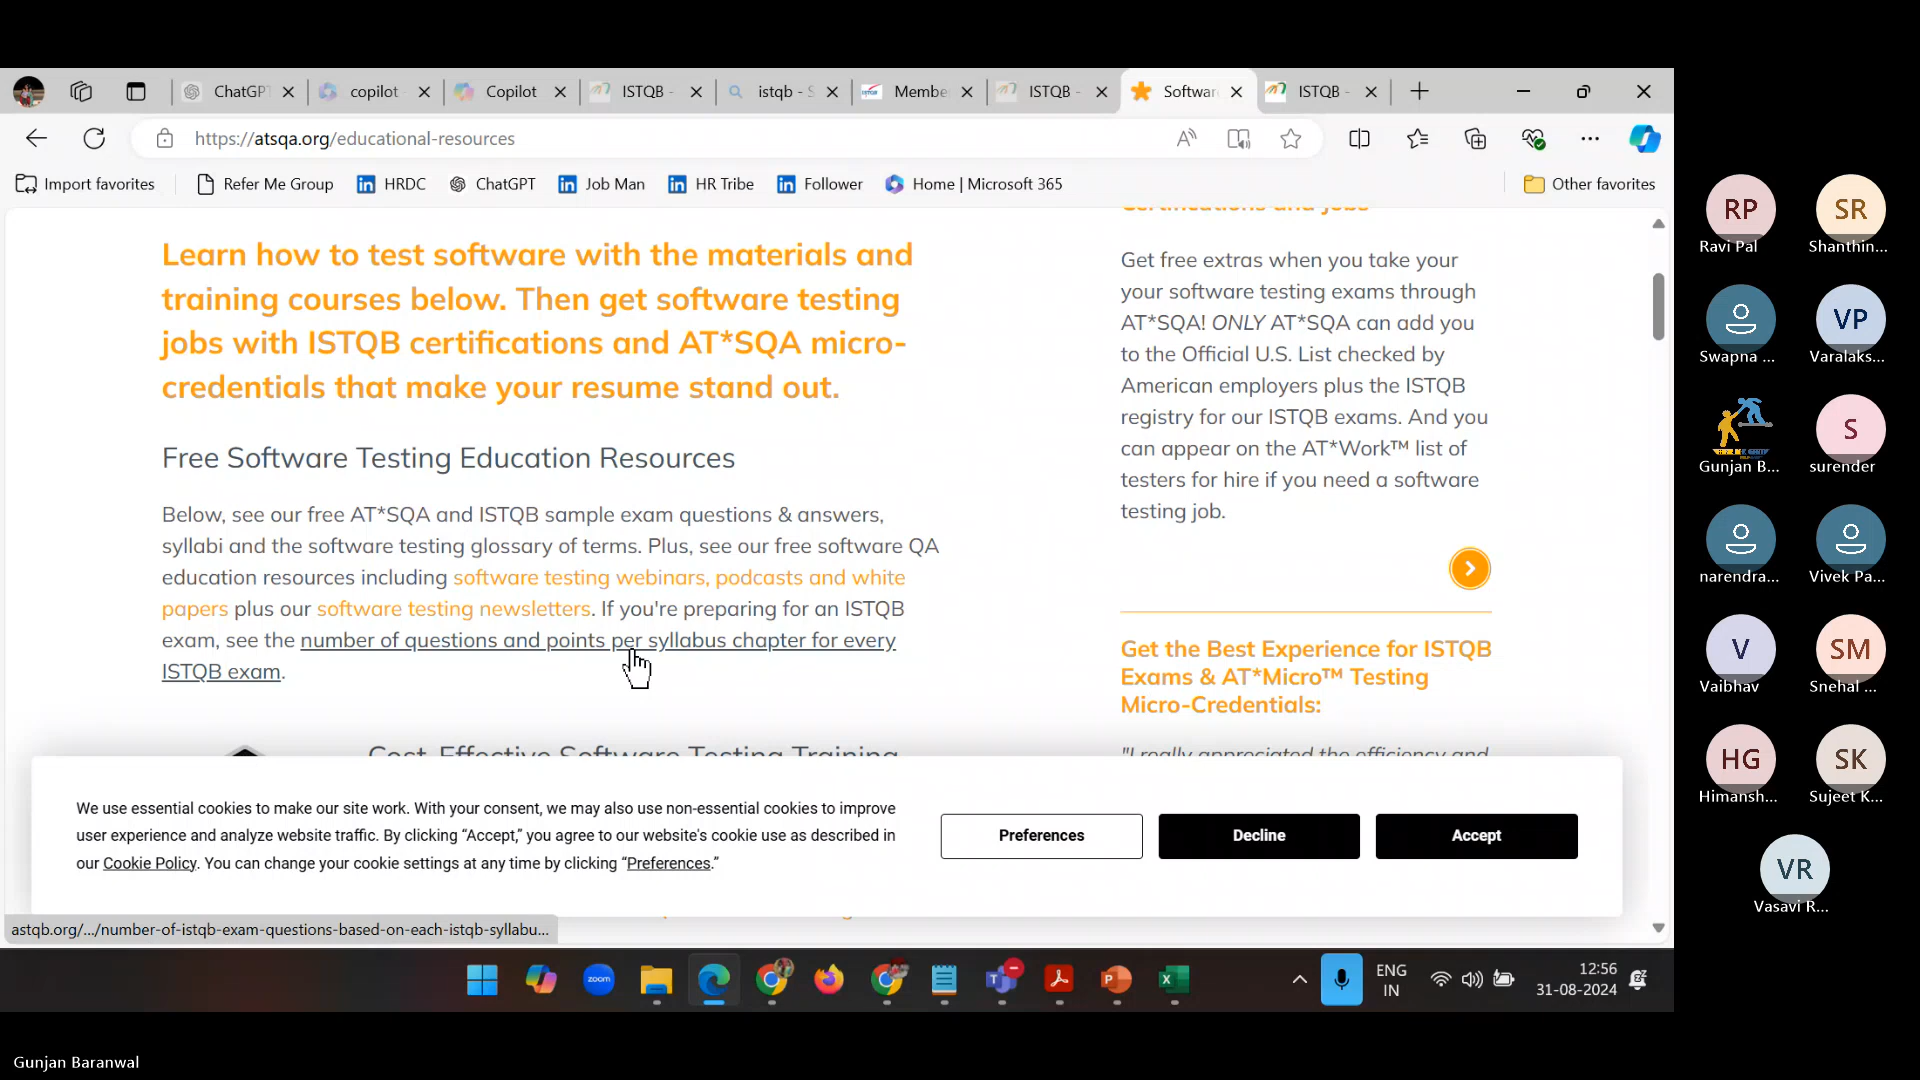 ChatGP
copilot
Copilot
ISTQB -
istqb - S
Membe
ISTQB -
Softwar
ISTQB -
https://atsqa.org/educational-resources
Import favorites
Refer Me Group
HRDC
ChatGPT
Job Man
HR Tribe
Follower
Home | Microsoft 365
Other favorites
Learn how to test software with the materials and
training courses below. Then get software testing
jobs with ISTQB certifications and AT*SQA micro-
credentials that make your resume stand out.
Free Software Testing Education Resources
Below, see our free AT*SQA and ISTQB sample exam questions & answers,
syllabi and the software testing glossary of terms. Plus, see our free software QA
education resources including software testing webinars, podcasts and white
papers plus our software testing newsletters. If you're preparing for an ISTQB
exam, see the number of questions and points per syllabus chapter for every
ISTQB exam.
Cost-Effective Software Testing Training
Certifications and Jobs
Get free extras when you take your
your software testing exams through
AT*SQA! ONLY AT*SQA can add you
to the Official U.S. List checked by
American employers plus the ISTQB
registry for our ISTQB exams. And you
can appear on the AT*Work™ list of
testers for hire if you need a software
testing job.
Get the Best Experience for ISTQB
Exams & AT*Micro™ Testing
Micro-Credentials:
"I really appreciated the efficiency and
We use essential cookies to make our site work. With your consent, we may also use non-essential cookies to improve
user experience and analyze website traffic. By clicking “Accept,” you agree to our website's cookie use as described in
our Cookie Policy. You can change your cookie settings at any time by clicking “Preferences.”
Preferences
Decline
Accept
astqb.org/.../number-of-istqb-exam-questions-based-on-each-istqb-syllabu...
zoom
ENG
IN
12:56
31-08-2024
RP
Ravi Pal
SR
Shanthin...
Swapna ...
VP
Varalaks...
Gunjan B...
S
surender
narendra...
Vivek Pa...
V
Vaibhav
SM
Snehal ...
HG
Himansh...
SK
Sujeet K...
VR
Vasavi R...
Gunjan Baranwal